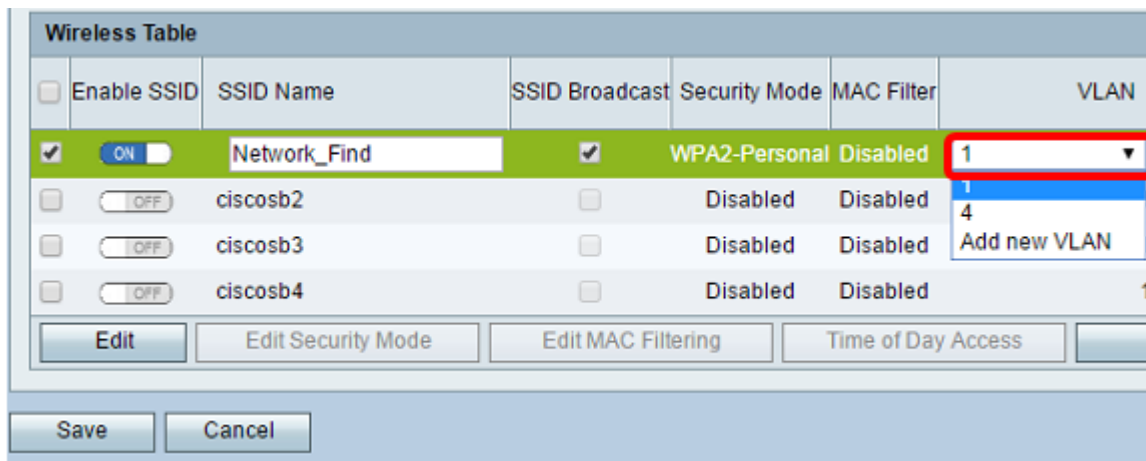 Wireless Table
Enable SSID SSID Name SSID Broadcast Security Mode MAC Filter VLAN
ON Network_Find WPA2-Personal Disabled 1
1
OFF ciscosb2 Disabled Disabled
4
OFF ciscosb3 Disabled Disabled Add new VLAN
OFF ciscosb4 Disabled Disabled 1
Edit Edit Security Mode Edit MAC Filtering Time of Day Access
Save Cancel